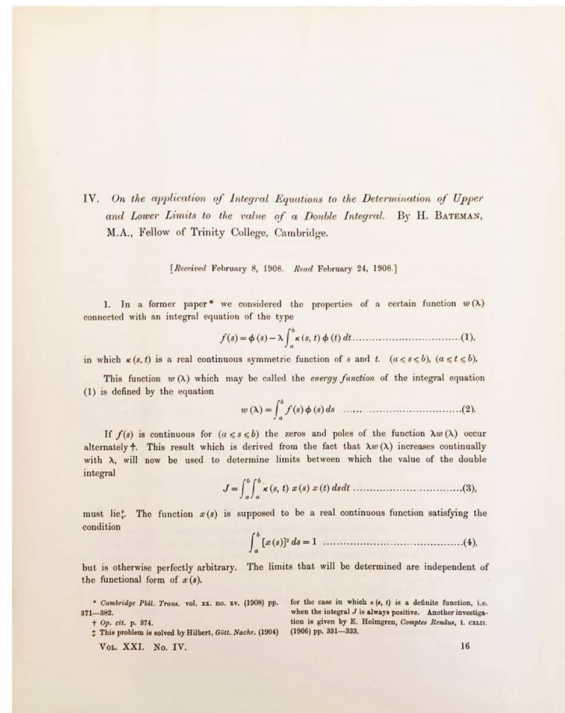 IV. On the application of Integral Equations to the Determination of Upper
and Lower Limits to the value of a Double Integral. By H. BATEMAN,
M.A., Fellow of Trinity College, Cambridge.
[Received February 8, 1908. Read February 24, 1908.]
1. In a former paper* we considered the properties of a certain function w(λ)
connected with an integral equation of the type
f(s) = ϕ(s) − λ∫ₐᵇ κ(s, t) ϕ(t) dt.................................(1),
in which κ(s, t) is a real continuous symmetric function of s and t. (a ⩽ s ⩽ b), (a ⩽ t ⩽ b).
This function w(λ) which may be called the energy function of the integral equation
(1) is defined by the equation
w(λ) = ∫ₐᵇ f(s) ϕ(s) ds ....................................(2).
If f(s) is continuous for (a ⩽ s ⩽ b) the zeros and poles of the function λw(λ) occur
alternately†. This result which is derived from the fact that λw(λ) increases continually
with λ, will now be used to determine limits between which the value of the double
integral
J = ∫ₐᵇ∫ₐᵇ κ(s, t) x(s) x(t) dsdt .................................(3),
must lie‡. The function x(s) is supposed to be a real continuous function satisfying the
condition
∫ₐᵇ [x(s)]² ds = 1 ..........................................(4),
but is otherwise perfectly arbitrary. The limits that will be determined are independent of
the functional form of x(s).
* Cambridge Phil. Trans. vol. XX. no. XV. (1908) pp.
371—382.
† Op. cit. p. 374.
‡ This problem is solved by Hilbert, Gött. Nachr. (1904)
for the case in which κ(s, t) is a definite function, i.e.
when the integral J is always positive. Another investiga-
tion is given by E. Holmgren, Comptes Rendus, t. CXLII.
(1906) pp. 331—333.
VOL. XXI. No. IV.
16